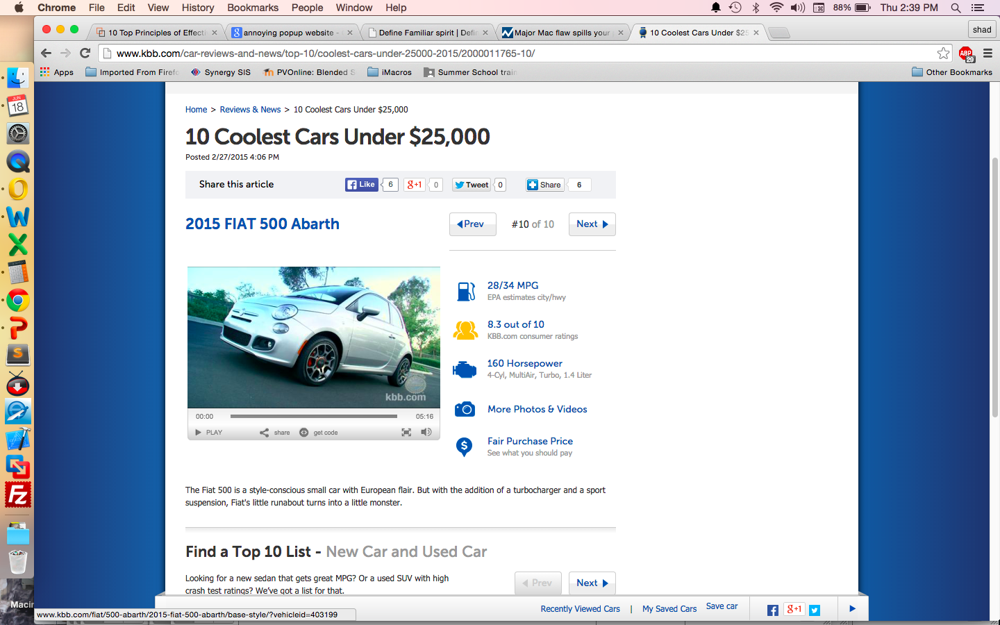 Chrome File Edit View History Bookmarks People Window Help 88% Thu 2:39 PM
10 Top Principles of Effecti
annoying popup website -
Define Familiar spirit | Defi
Major Mac flaw spills your
10 Coolest Cars Under $25
shad
www.kbb.com/car-reviews-and-news/top-10/coolest-cars-under-25000-2015/2000011765-10/
ABP
29
Apps Imported From Firefo Synergy SIS PVOnline: Blended S iMacros Summer School train Other Bookmarks
JUN
18
Home > Reviews & News > 10 Coolest Cars Under $25,000
10 Coolest Cars Under $25,000
Posted 2/27/2015 4:06 PM
Share this article Like 6 g+1 0 Tweet 0 Share 6
2015 FIAT 500 Abarth
Prev #10 of 10 Next
kbb.com
00:00 05:16
PLAY share get code
28/34 MPG
EPA estimates city/hwy
8.3 out of 10
KBB.com consumer ratings
160 Horsepower
4-Cyl, MultiAir, Turbo, 1.4 Liter
More Photos & Videos
Fair Purchase Price
See what you should pay
The Fiat 500 is a style-conscious small car with European flair. But with the addition of a turbocharger and a sport
suspension, Fiat's little runabout turns into a little monster.
Find a Top 10 List - New Car and Used Car
Looking for a new sedan that gets great MPG? Or a used SUV with high
crash test ratings? We've got a list for that.
Prev Next
Recently Viewed Cars | My Saved Cars Save car g+1
Macin
www.kbb.com/fiat/500-abarth/2015-fiat-500-abarth/base-style/?vehicleid=403199